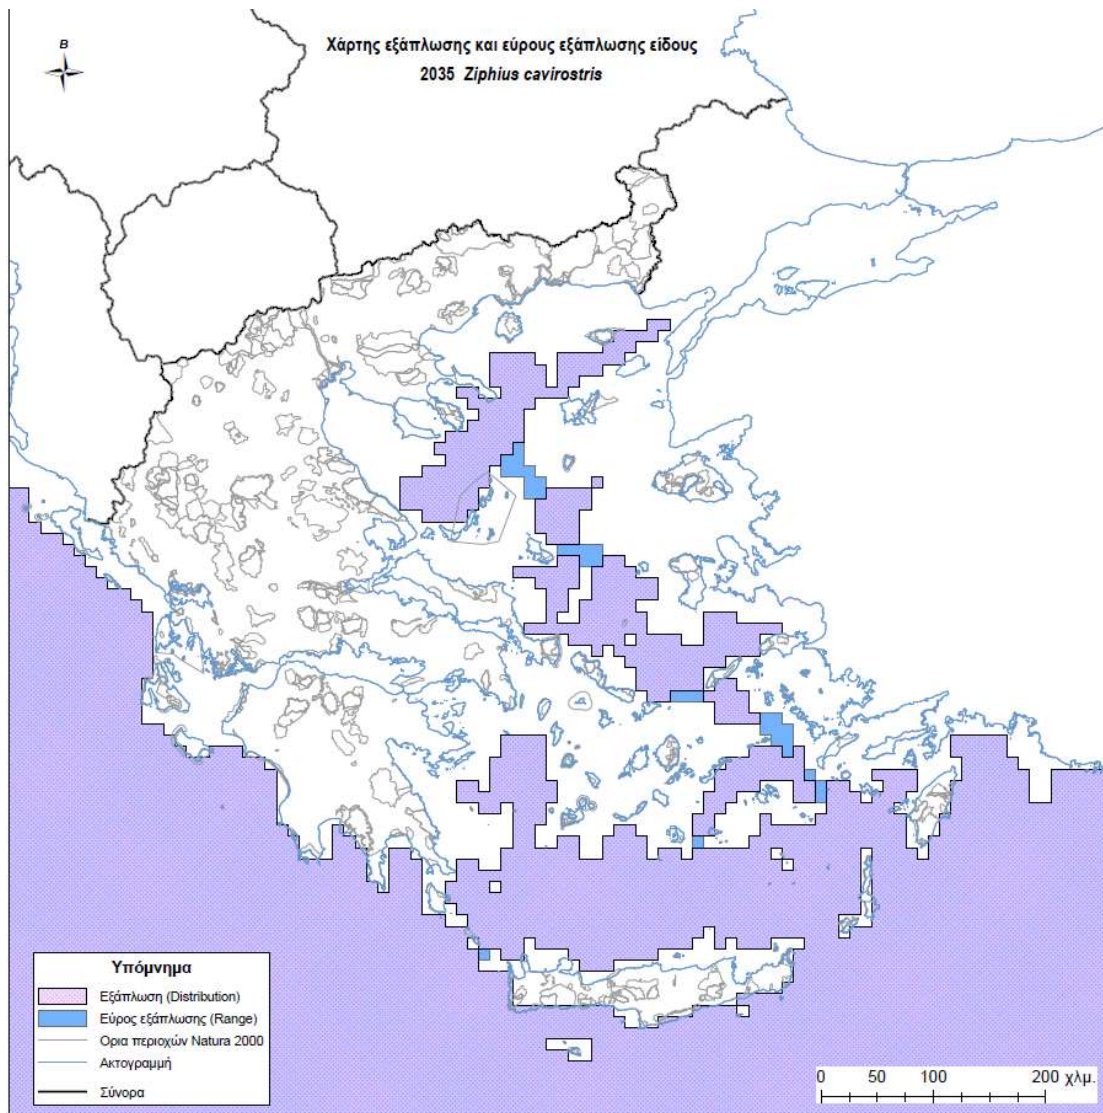 Χάρτης εξάπλωσης και εύρους εξάπλωσης είδους
2035 Ziphius cavirostris
Β
Υπόμνημα
Εξάπλωση (Distribution)
Εύρος εξάπλωσης (Range)
Ορια περιοχών Natura 2000
Ακτογραμμή
Σύνορα
0 50 100 200 χλμ.